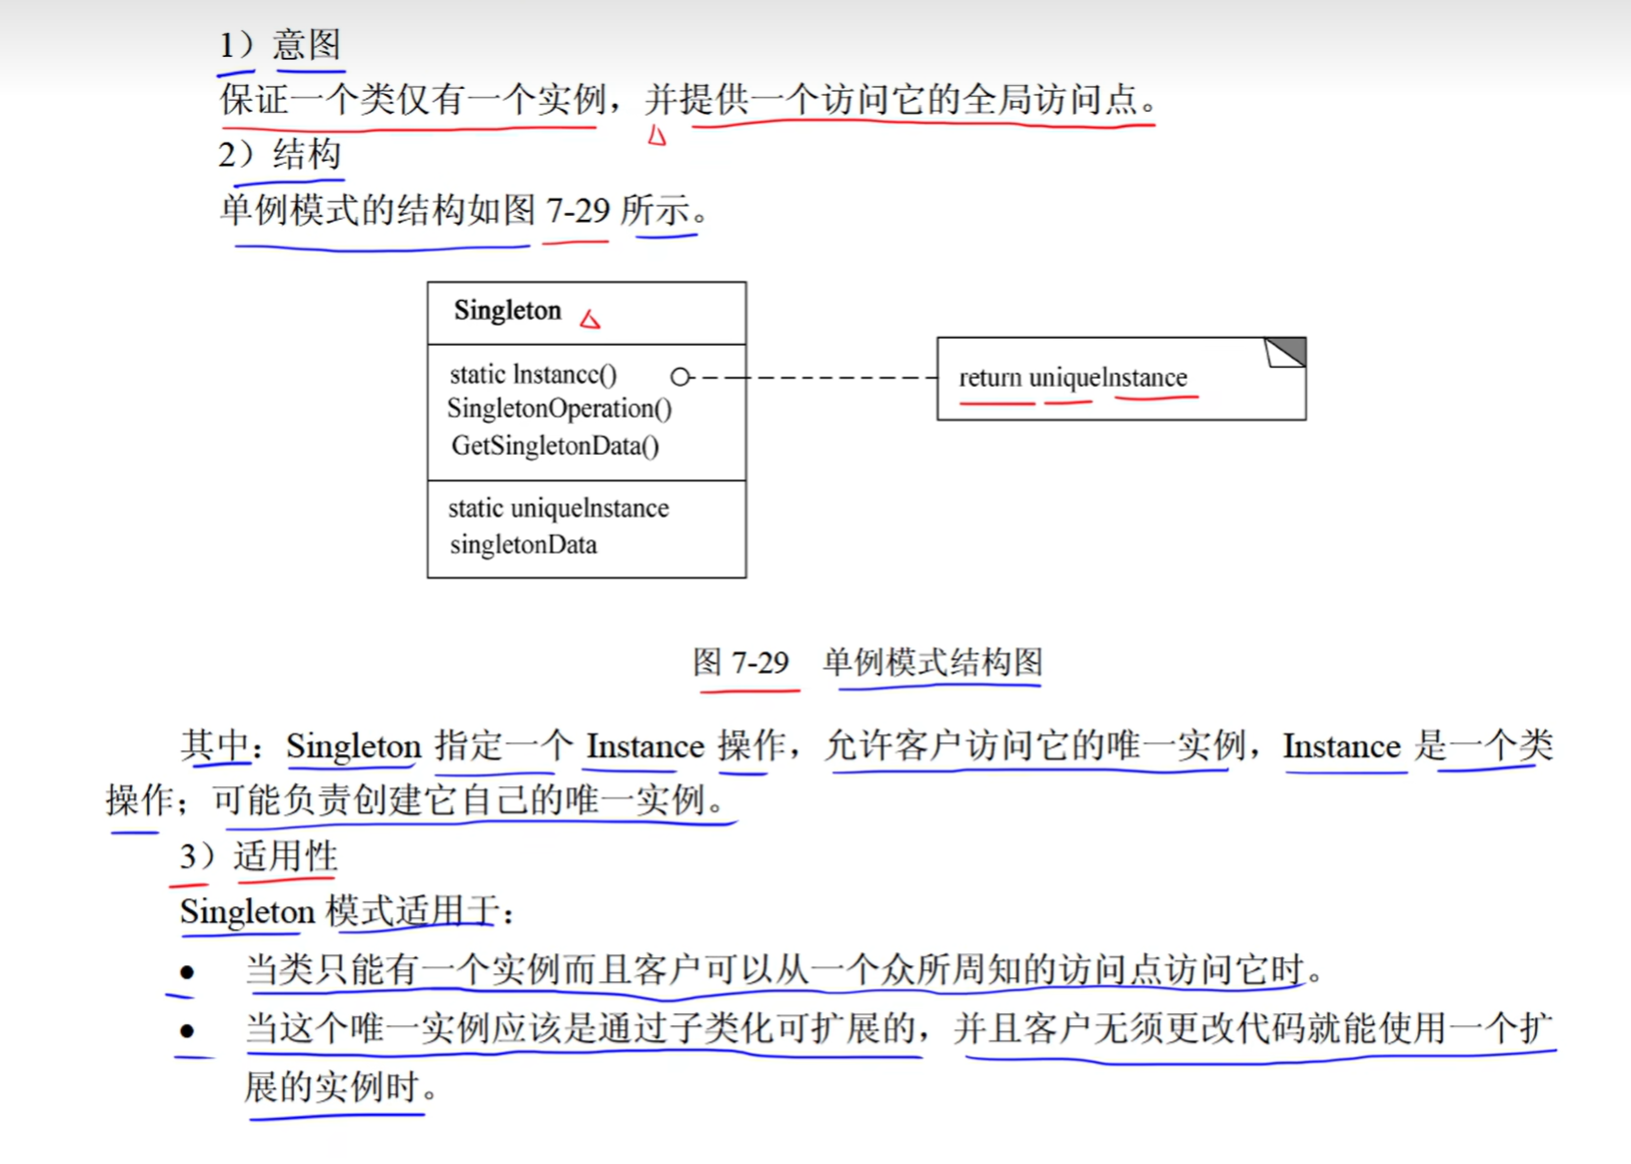 1）意图
保证一个类仅有一个实例，并提供一个访问它的全局访问点。
2）结构
单例模式的结构如图 7-29 所示。
Singleton
static Instance()
SingletonOperation()
GetSingletonData()
static uniqueInstance
singletonData
return uniqueInstance
图 7-29 单例模式结构图
其中：Singleton 指定一个 Instance 操作，允许客户访问它的唯一实例，Instance 是一个类
操作；可能负责创建它自己的唯一实例。
3）适用性
Singleton 模式适用于：
● 当类只能有一个实例而且客户可以从一个众所周知的访问点访问它时。
● 当这个唯一实例应该是通过子类化可扩展的，并且客户无须更改代码就能使用一个扩
展的实例时。